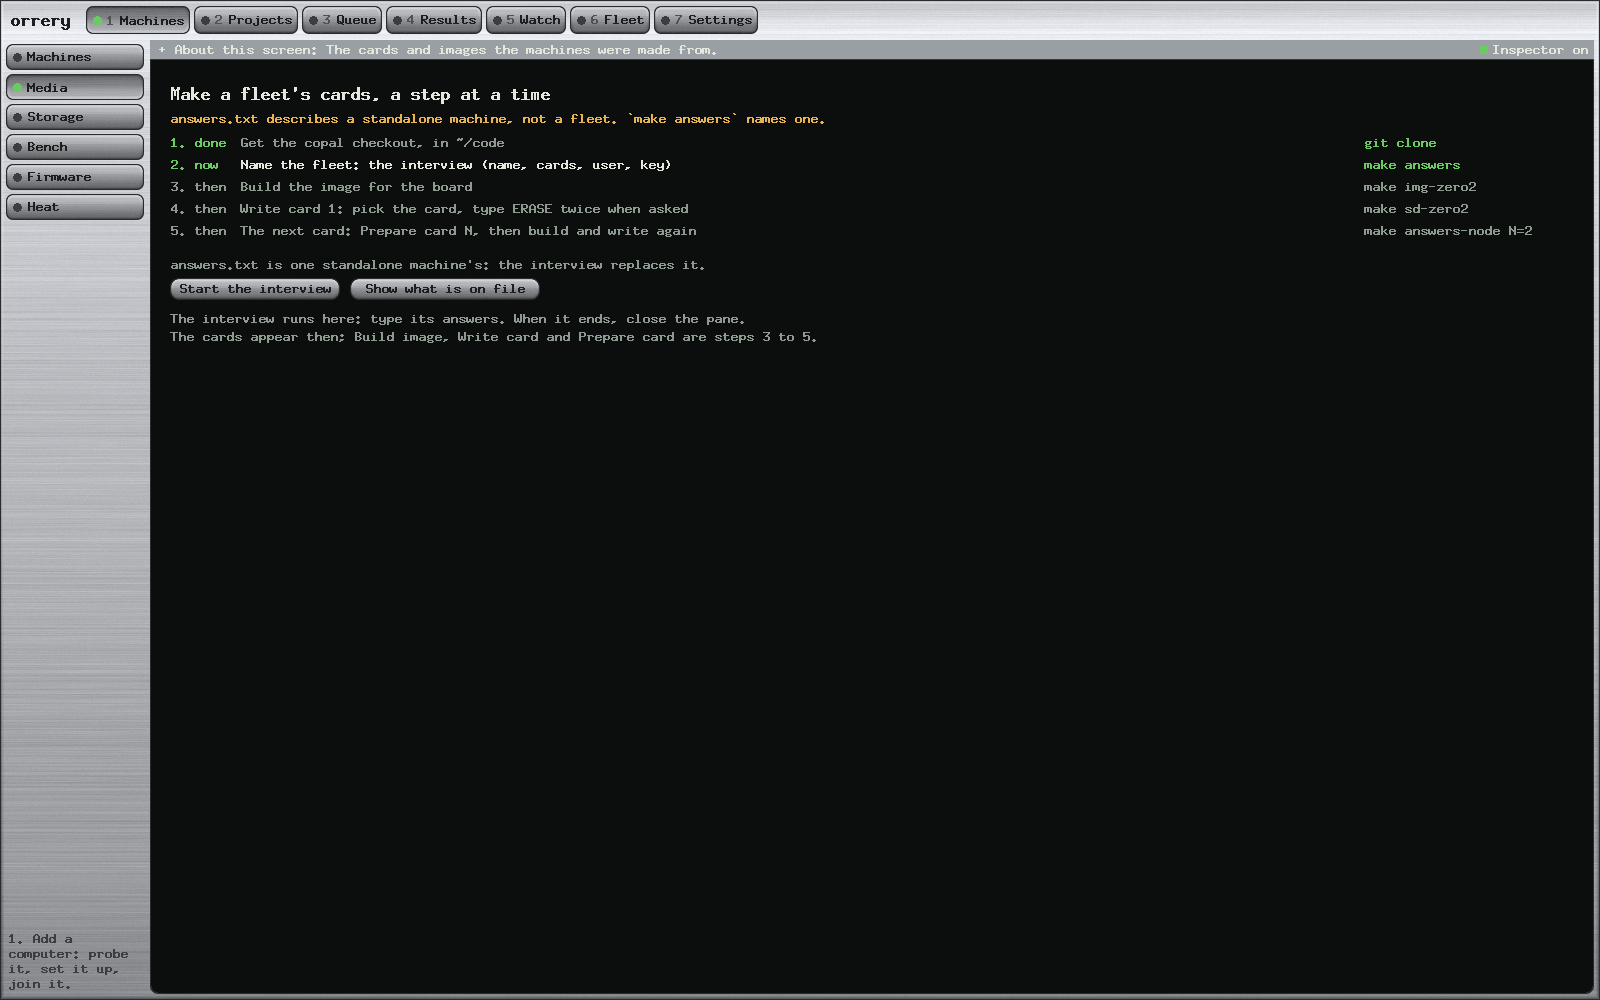 orrery 1 Machines 2 Projects 3 Queue 4 Results 5 Watch 6 Fleet 7 Settings
+ About this screen: The cards and images the machines were made from. Inspector on
Machines
Media
Storage
Bench
Firmware
Heat
Make a fleet's cards, a step at a time
answers.txt describes a standalone machine, not a fleet. `make answers` names one.
1. done Get the copal checkout, in ~/code git clone
2. now Name the fleet: the interview (name, cards, user, key) make answers
3. then Build the image for the board make img-zero2
4. then Write card 1: pick the card, type ERASE twice when asked make sd-zero2
5. then The next card: Prepare card N, then build and write again make answers-node N=2
answers.txt is one standalone machine's: the interview replaces it.
Start the interview Show what is on file
The interview runs here: type its answers. When it ends, close the pane.
The cards appear then; Build image, Write card and Prepare card are steps 3 to 5.
1. Add a
computer: probe
it, set it up,
join it.